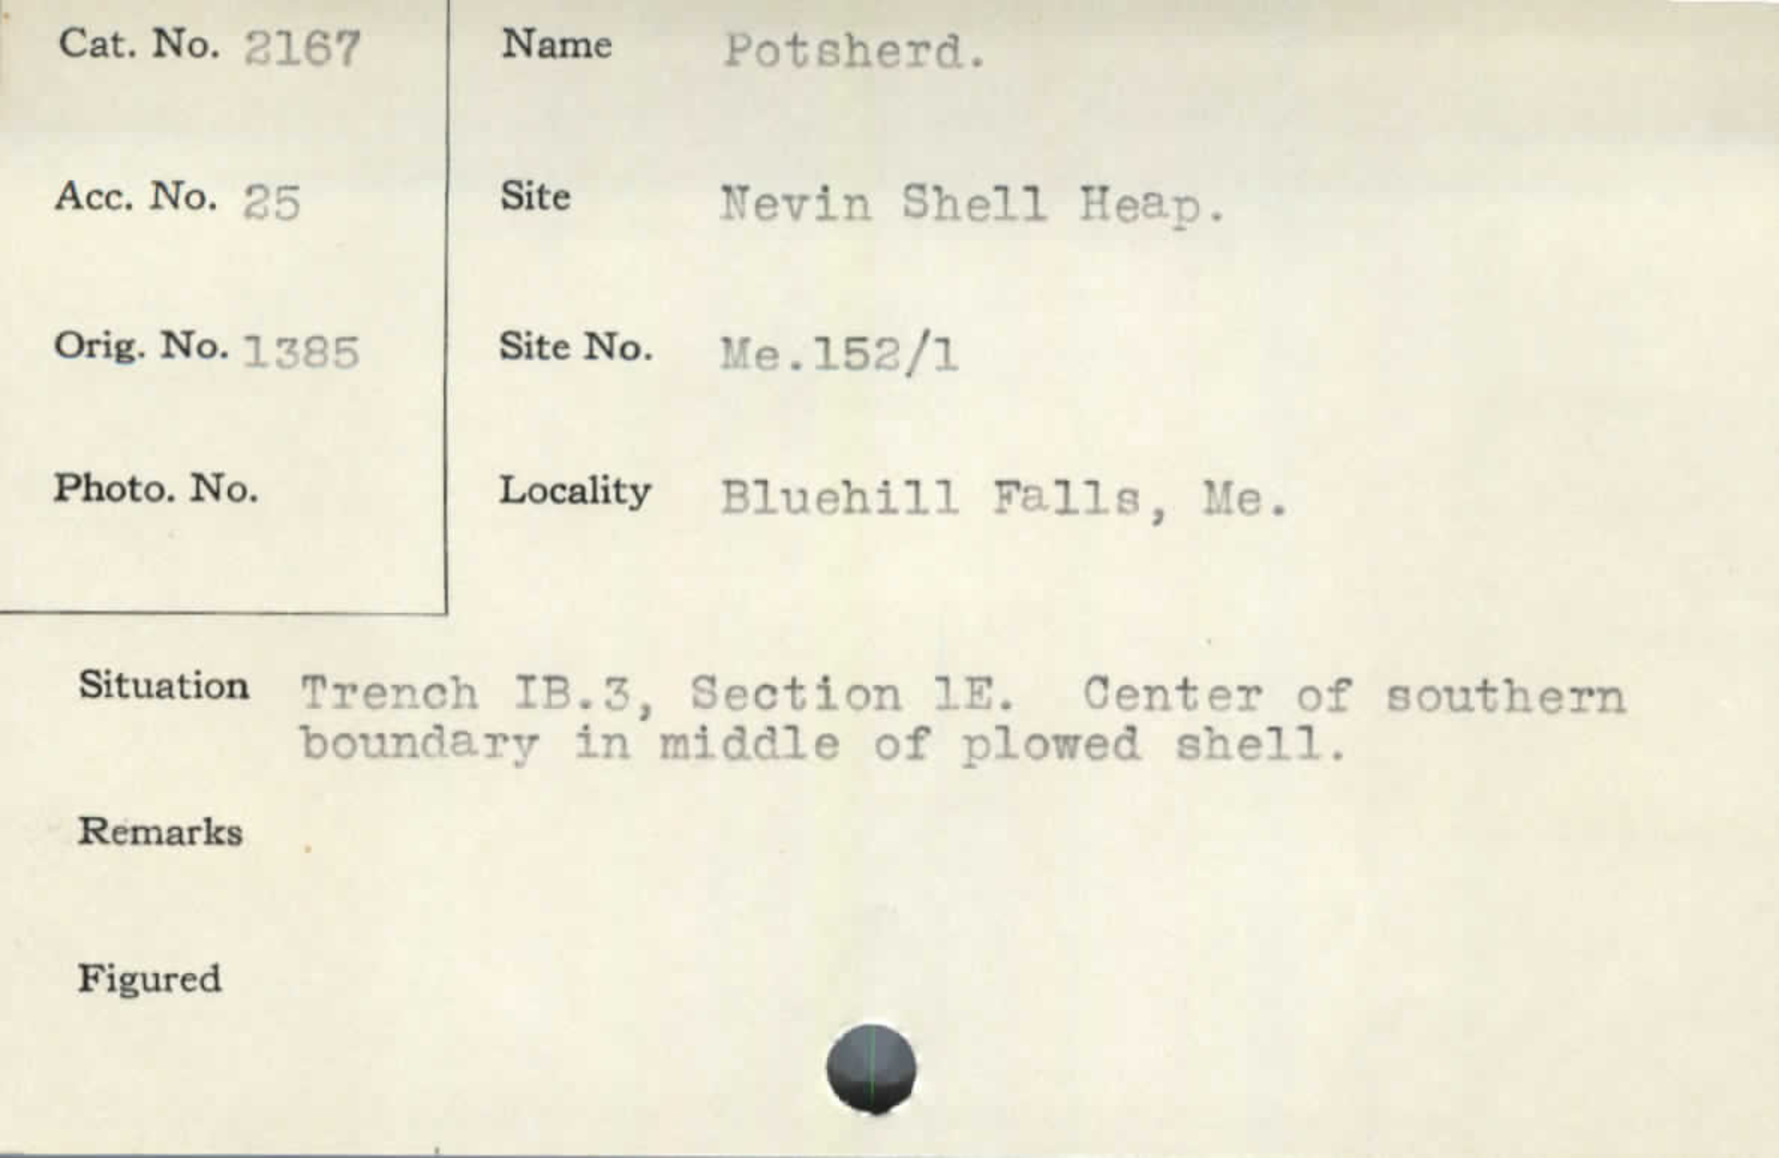 Cat. No. 2167
Acc. No. 25
Orig. No. 1385
Photo. No.
Name Potsherd.
Site Nevin Shell Heap.
Site No. Me.152/1
Locality Bluehill Falls, Me.
Situation Trench IB.3, Section 1E. Center of southern
boundary in middle of plowed shell.
Remarks
Figured